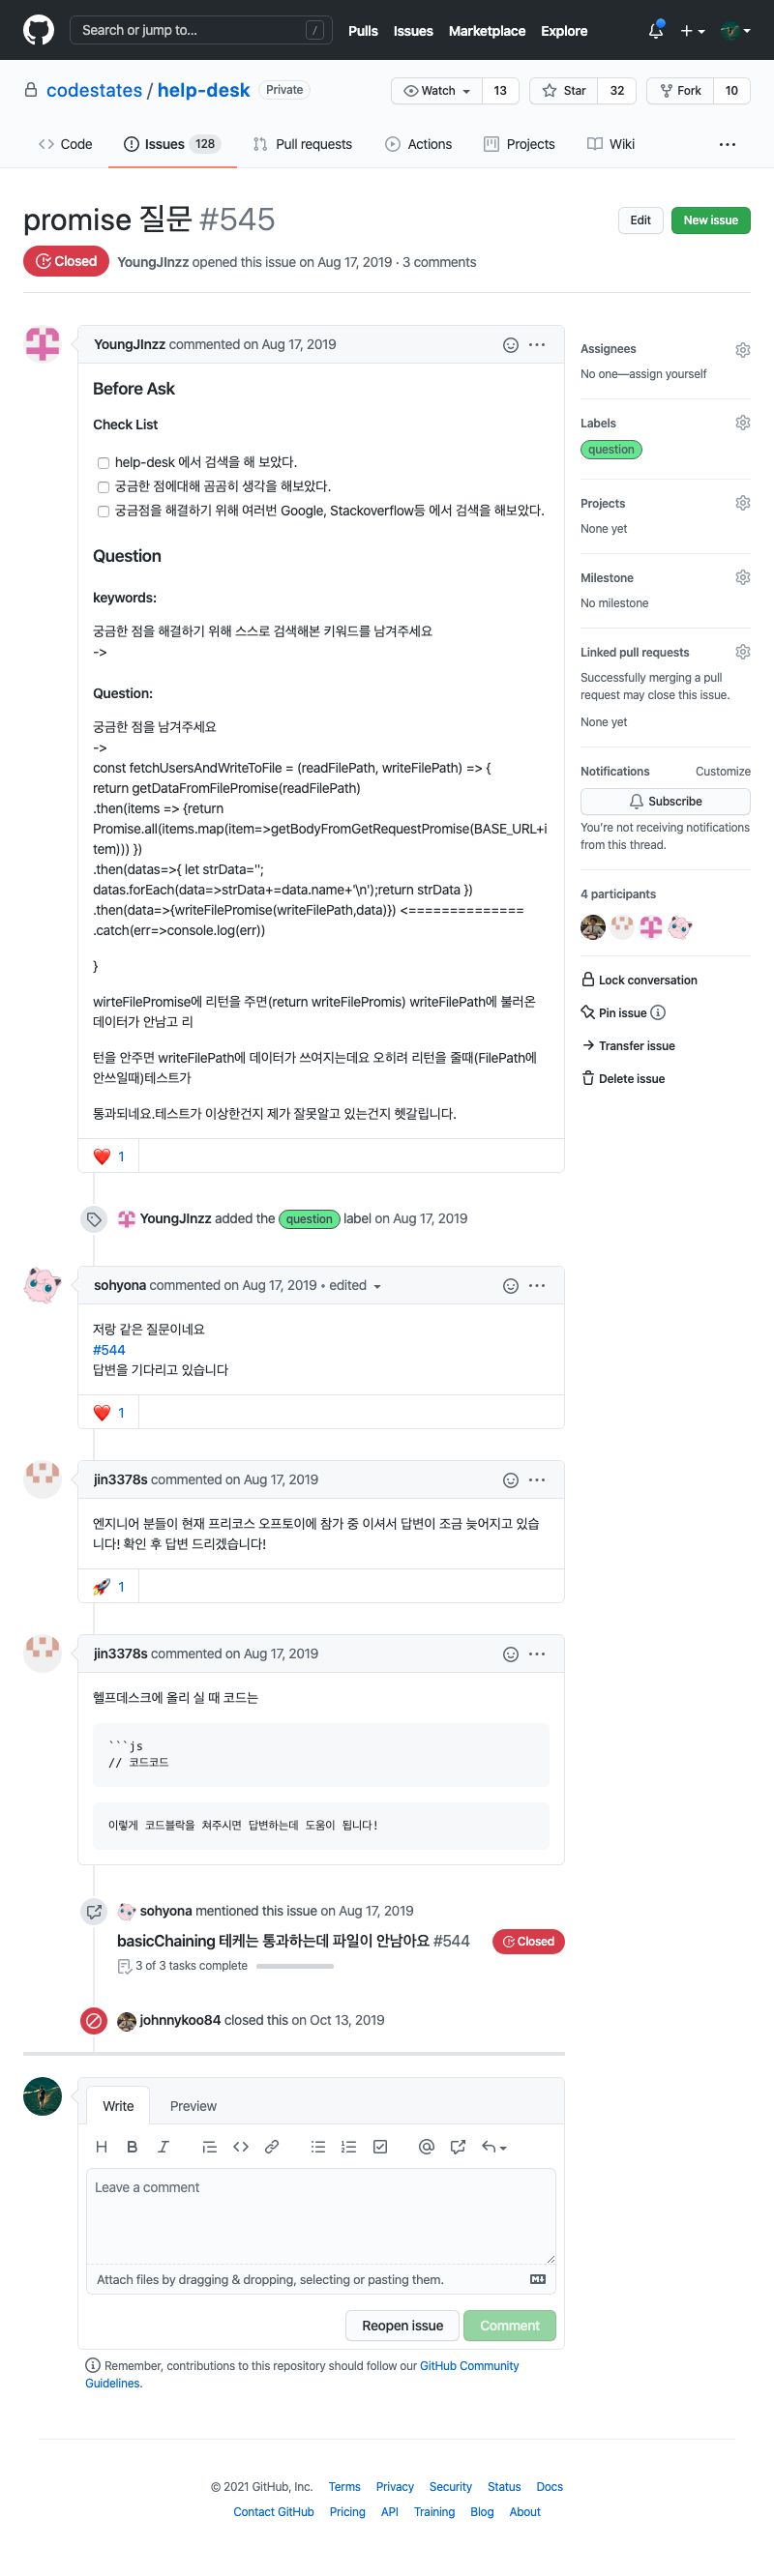 Search or jump to...
/
Pulls Issues Marketplace Explore
codestates / help-desk Private
Watch 13 Star 32 Fork 10
Code Issues 128 Pull requests Actions Projects Wiki
promise 질문 #545
Edit New issue
Closed YoungJInzz opened this issue on Aug 17, 2019 · 3 comments
YoungJInzz commented on Aug 17, 2019
Before Ask
Check List
help-desk 에서 검색을 해 보았다.
궁금한 점에대해 곰곰히 생각을 해보았다.
궁금점을 해결하기 위해 여러번 Google, Stackoverflow등 에서 검색을 해보았다.
Question
keywords:
궁금한 점을 해결하기 위해 스스로 검색해본 키워드를 남겨주세요
->
Question:
궁금한 점을 남겨주세요
->
const fetchUsersAndWriteToFile = (readFilePath, writeFilePath) => {
return getDataFromFilePromise(readFilePath)
.then(items => {return
Promise.all(items.map(item=>getBodyFromGetRequestPromise(BASE_URL+i
tem))) })
.then(datas=>{ let strData='';
datas.forEach(data=>strData+=data.name+'\n');return strData })
.then(data=>{writeFilePromise(writeFilePath,data)}) <==============
.catch(err=>console.log(err))
}
wirteFilePromise에 리턴을 주면(return writeFilePromis) writeFilePath에 불러온
데이터가 안남고 리
턴을 안주면 writeFilePath에 데이터가 쓰여지는데요 오히려 리턴을 줄때(FilePath에
안쓰일때)테스트가
통과되네요.테스트가 이상한건지 제가 잘못알고 있는건지 헷갈립니다.
❤️ 1
Assignees
No one—assign yourself
Labels
question
Projects
None yet
Milestone
No milestone
Linked pull requests
Successfully merging a pull
request may close this issue.
None yet
Notifications Customize
Subscribe
You're not receiving notifications
from this thread.
4 participants
Lock conversation
Pin issue
Transfer issue
Delete issue
YoungJInzz added the question label on Aug 17, 2019
sohyona commented on Aug 17, 2019 • edited
저랑 같은 질문이네요
#544
답변을 기다리고 있습니다
❤️ 1
jin3378s commented on Aug 17, 2019
엔지니어 분들이 현재 프리코스 오프토이에 참가 중 이셔서 답변이 조금 늦어지고 있습
니다! 확인 후 답변 드리겠습니다!
🚀 1
jin3378s commented on Aug 17, 2019
헬프데스크에 올리 실 때 코드는
```js
// 코드코드
이렇게 코드블락을 쳐주시면 답변하는데 도움이 됩니다!
sohyona mentioned this issue on Aug 17, 2019
basicChaining 테케는 통과하는데 파일이 안남아요 #544 Closed
3 of 3 tasks complete
johnnykoo84 closed this on Oct 13, 2019
Write Preview
Leave a comment
Attach files by dragging & dropping, selecting or pasting them.
Reopen issue Comment
Remember, contributions to this repository should follow our GitHub Community
Guidelines.
© 2021 GitHub, Inc. Terms Privacy Security Status Docs
Contact GitHub Pricing API Training Blog About